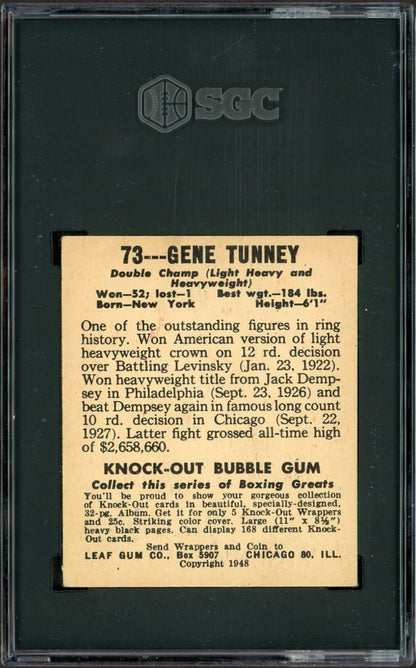 SGC
73---GENE TUNNEY
Double Champ (Light Heavy and
Heavyweight)
Won—52; lost—1 Best wgt.—184 lbs.
Born—New York Height—6'1"
One of the outstanding figures in ring
history. Won American version of light
heavyweight crown on 12 rd. decision
over Battling Levinsky (Jan. 23, 1922).
Won heavyweight title from Jack Demp-
sey in Philadelphia (Sept. 23, 1926) and
beat Dempsey again in famous long count
10 rd. decision in Chicago (Sept. 22,
1927). Latter fight grossed all-time high
of $2,658,660.
KNOCK-OUT BUBBLE GUM
Collect this series of Boxing Greats
You'll be proud to show your gorgeous collection
of Knock-Out cards in beautiful, specially-designed,
32-pg. Album. Get it for only 5 Knock-Out Wrappers
and 25c. Striking color cover. Large (11" x 8½")
heavy black pages. Can display 168 different Knock-
Out cards.
Send Wrappers and Coin to
LEAF GUM CO., Box 5907 CHICAGO 80, ILL.
Copyright 1948